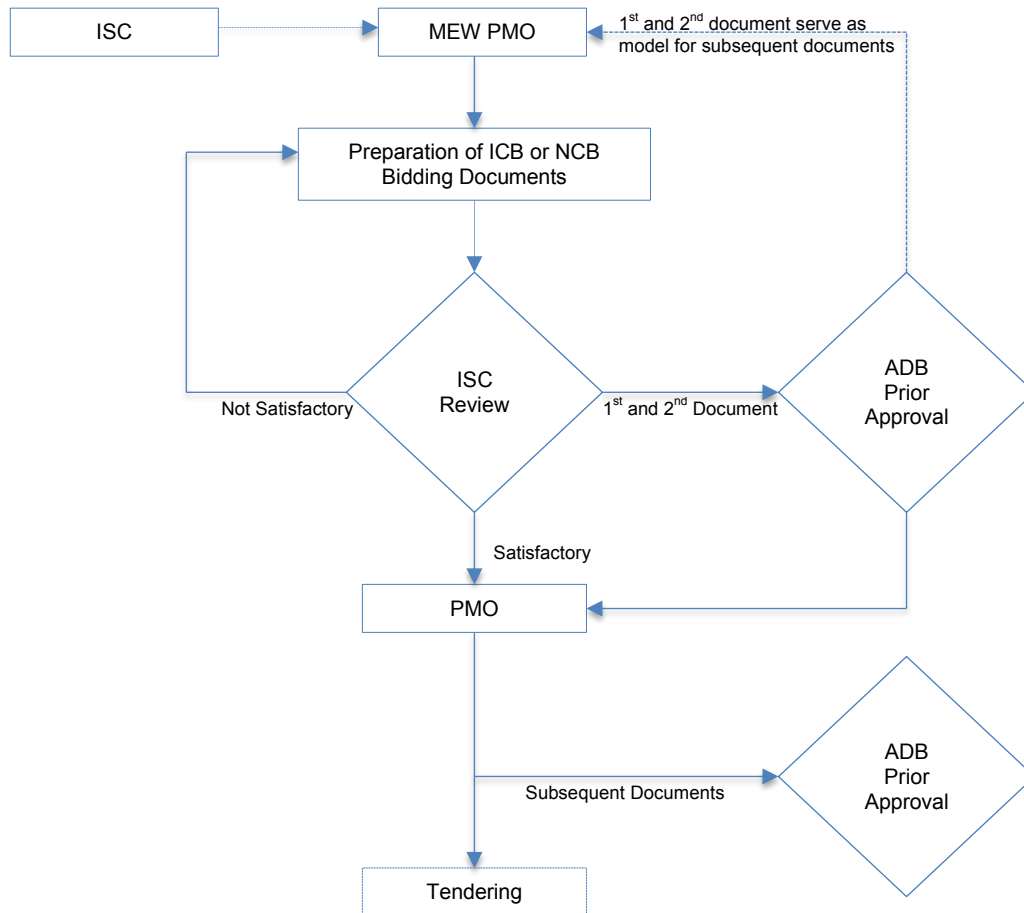 ISC
MEW PMO
1st and 2nd document serve as
model for subsequent documents
Preparation of ICB or NCB
Bidding Documents
ISC
Review
ADB
Prior
Approval
Not Satisfactory
1st and 2nd Document
Satisfactory
PMO
ADB
Prior
Approval
Subsequent Documents
Tendering